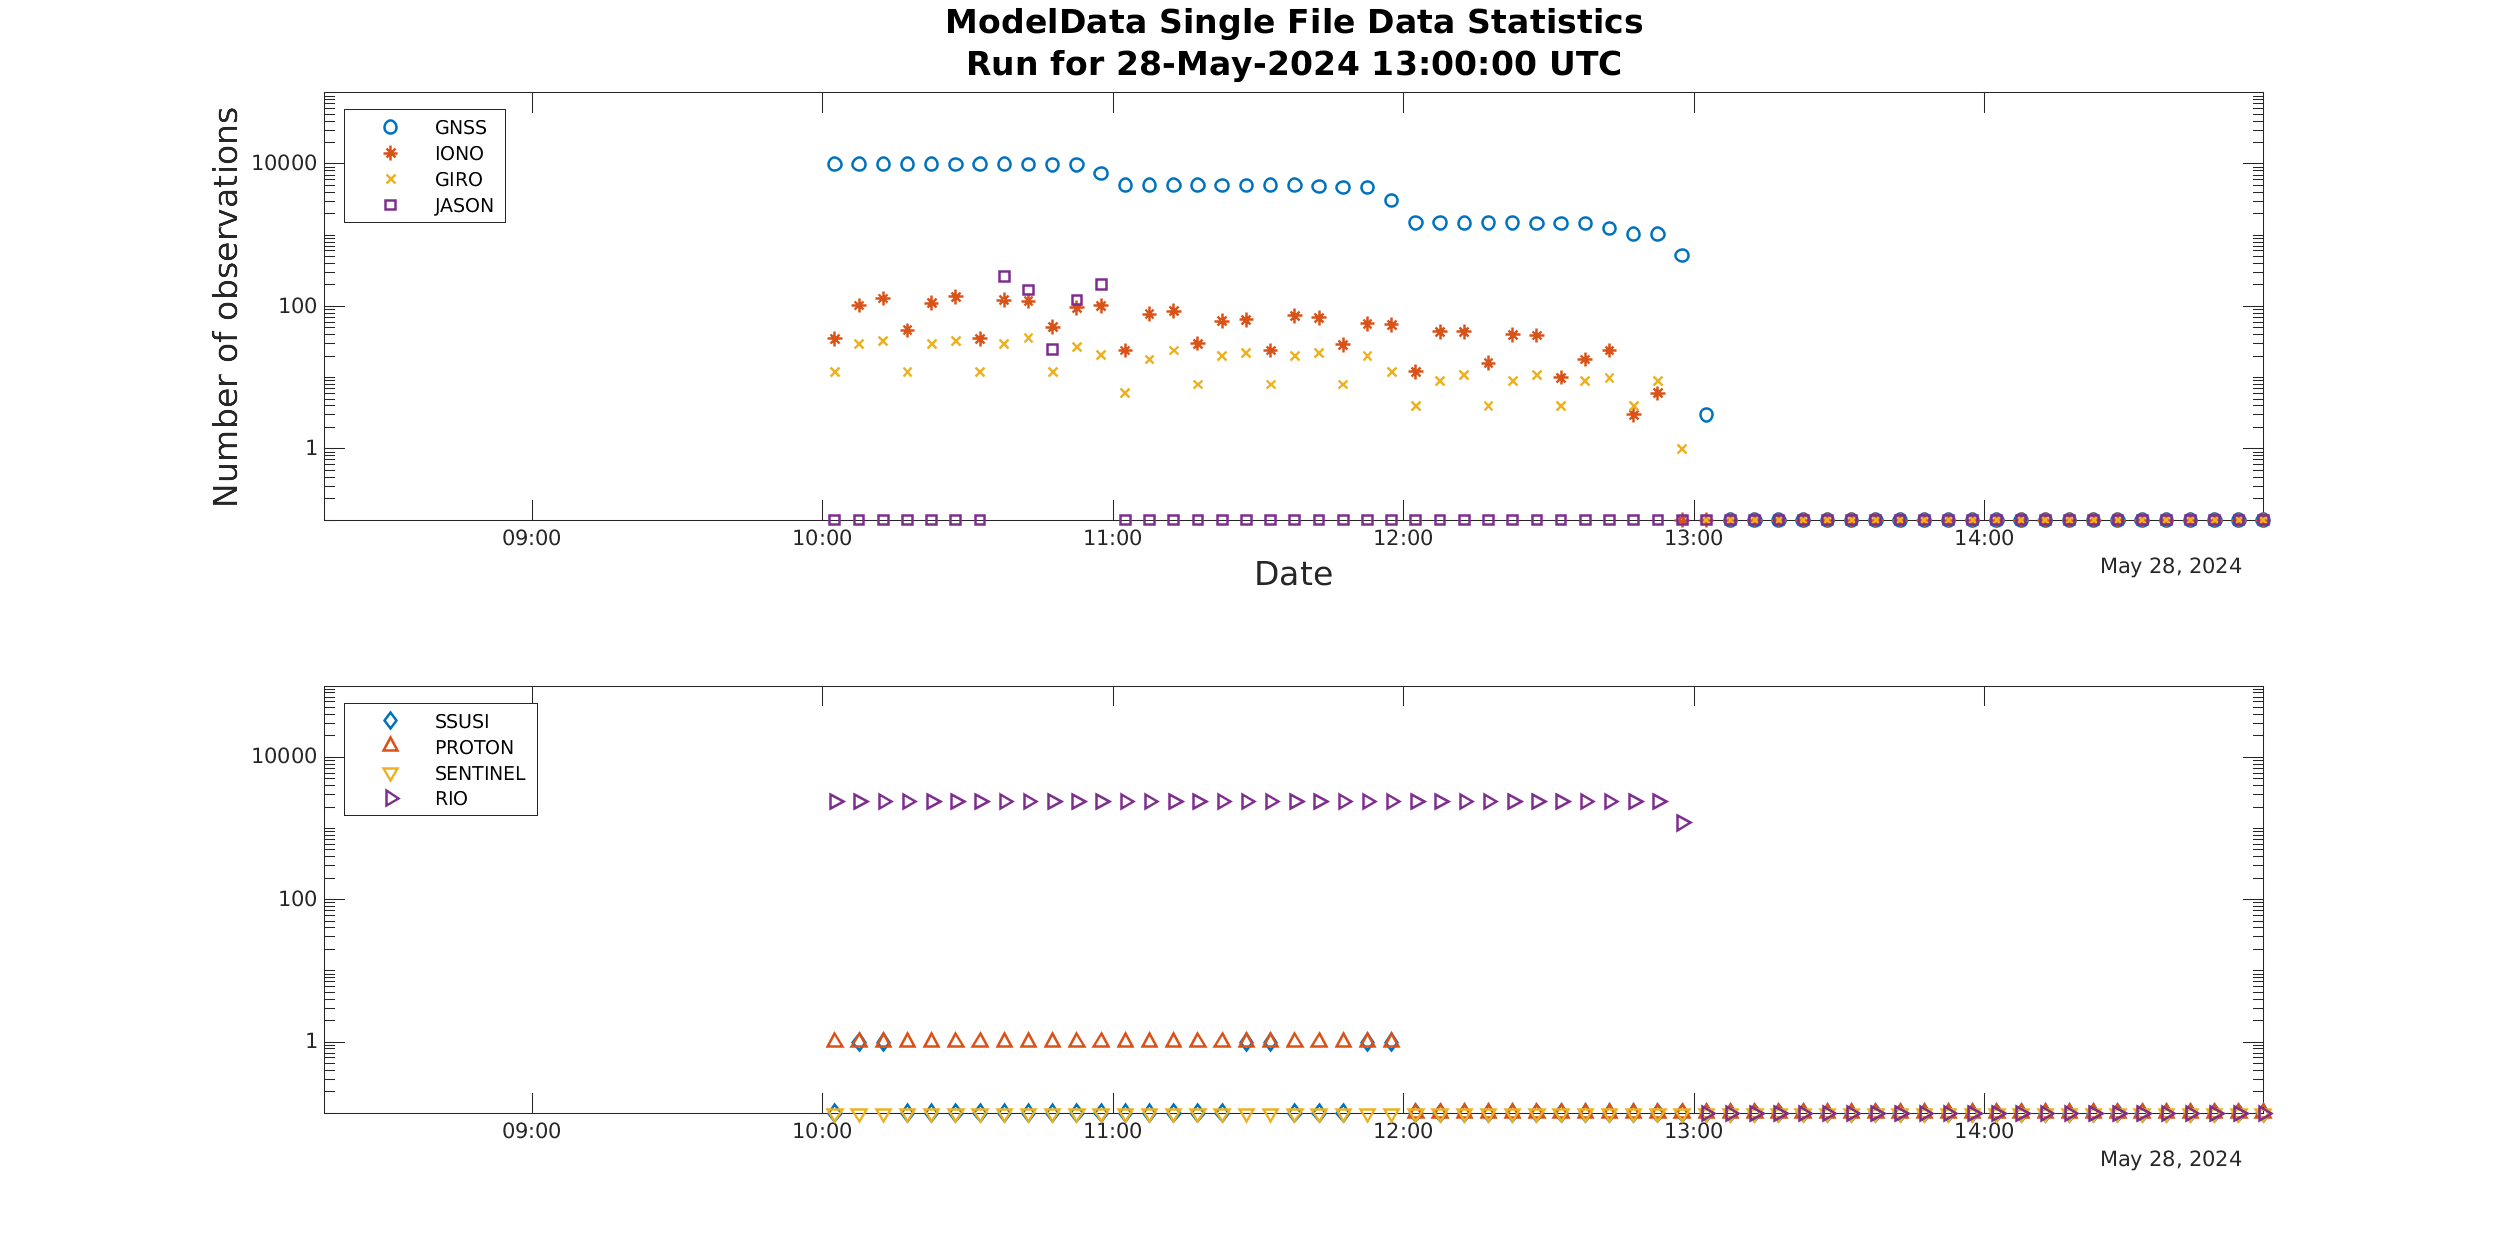 ModelData Single File Data Statistics
Run for 28-May-2024 13:00:00 UTC
Number of observations
10000
100
1
GNSS
IONO
GIRO
JASON
09:00
10:00
11:00
12:00
13:00
14:00
Date
May 28, 2024
10000
100
1
SSUSI
PROTON
SENTINEL
RIO
09:00
10:00
11:00
12:00
13:00
14:00
May 28, 2024